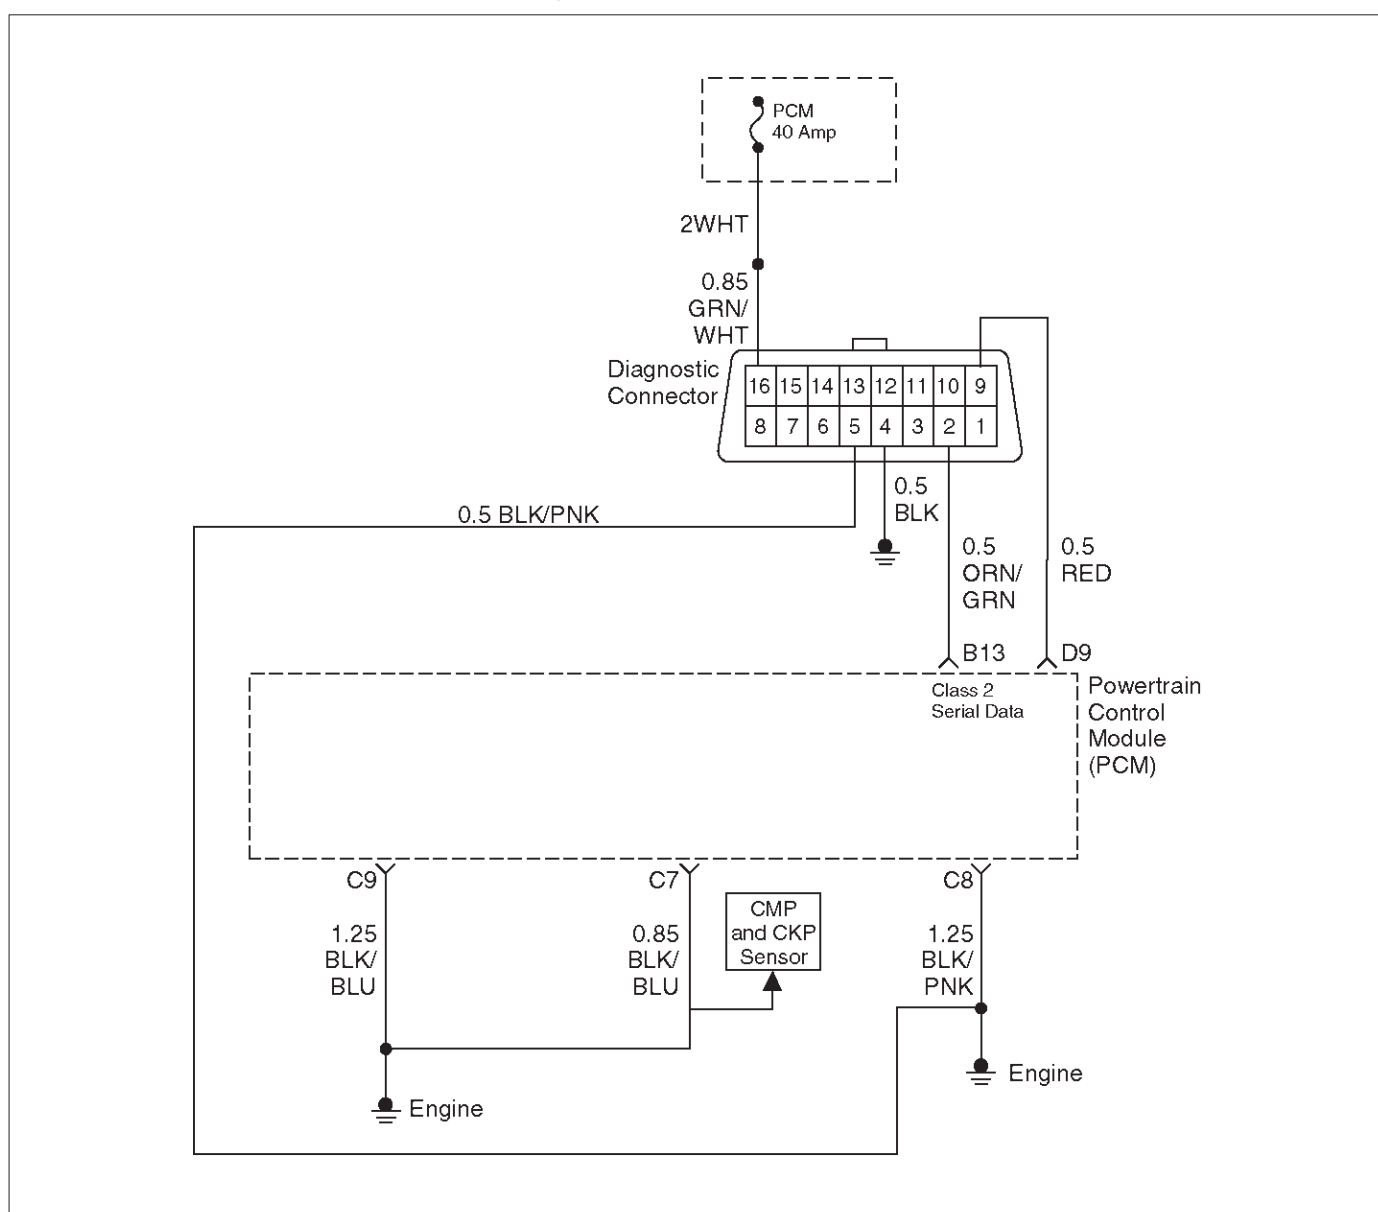 PCM
40 Amp
2WHT
0.85
GRN/
WHT
Diagnostic
Connector
16 15 14 13 12 11 10 9
8 7 6 5 4 3 2 1
0.5
BLK
0.5 BLK/PNK
0.5
ORN/
GRN
0.5
RED
B13
D9
Class 2
Serial Data
Powertrain
Control
Module
(PCM)
C9
C7
C8
1.25
BLK/
BLU
0.85
BLK/
BLU
CMP
and CKP
Sensor
1.25
BLK/
PNK
Engine
Engine